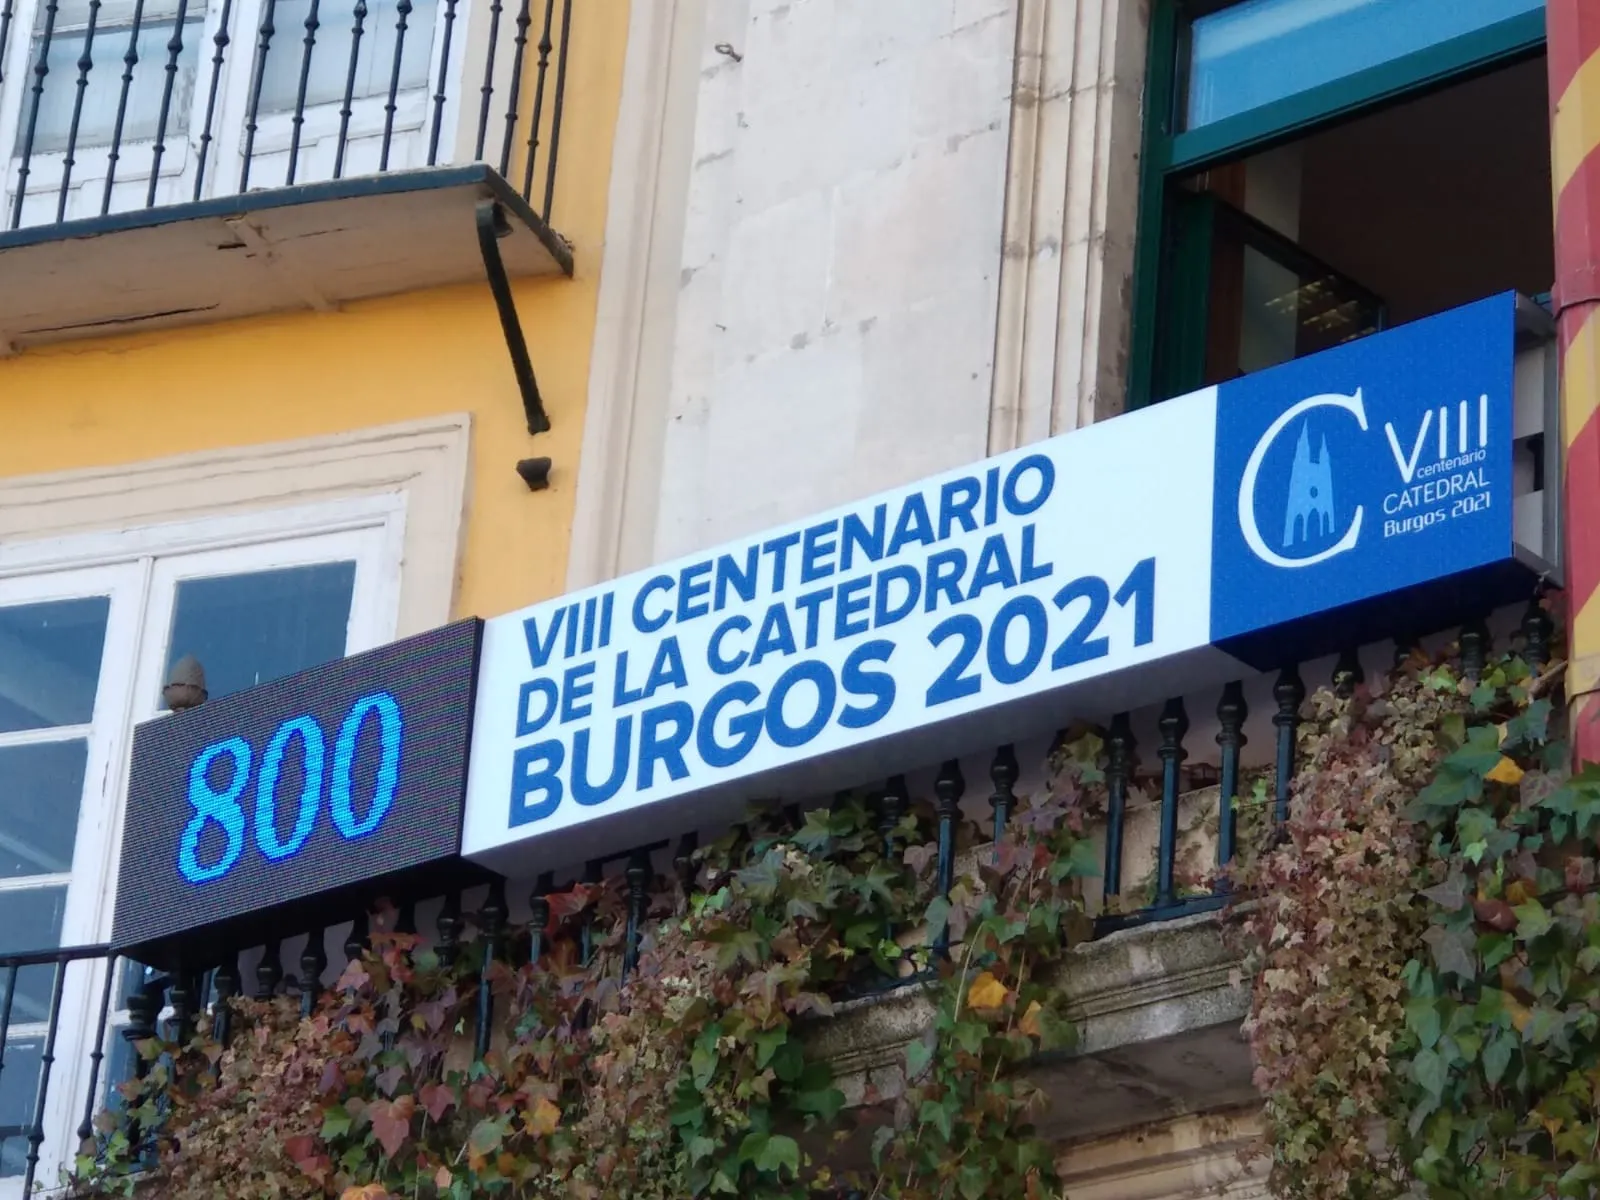 800
VIII CENTENARIO
DE LA CATEDRAL
BURGOS 2021
C VIII
centenario
CATEDRAL
Burgos 2021